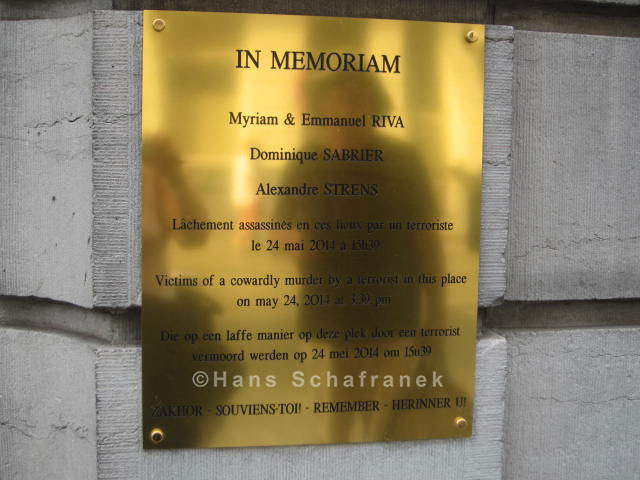 IN MEMORIAM
Myriam & Emmanuel RIVA
Dominique SABRIER
Alexandre STRENS
Lâchement assassinés en ces lieux par un terroriste
le 24 mai 2014 à 15h39
Victims of a cowardly murder by a terrorist in this place
on may 24, 2014 at 3:39 pm
Die op een laffe manier op deze plek door een terrorist
vermoord werden op 24 mei 2014 om 15u39
©Hans Schafranek
ZAKHOR - SOUVIENS-TOI! - REMEMBER - HERINNER U!